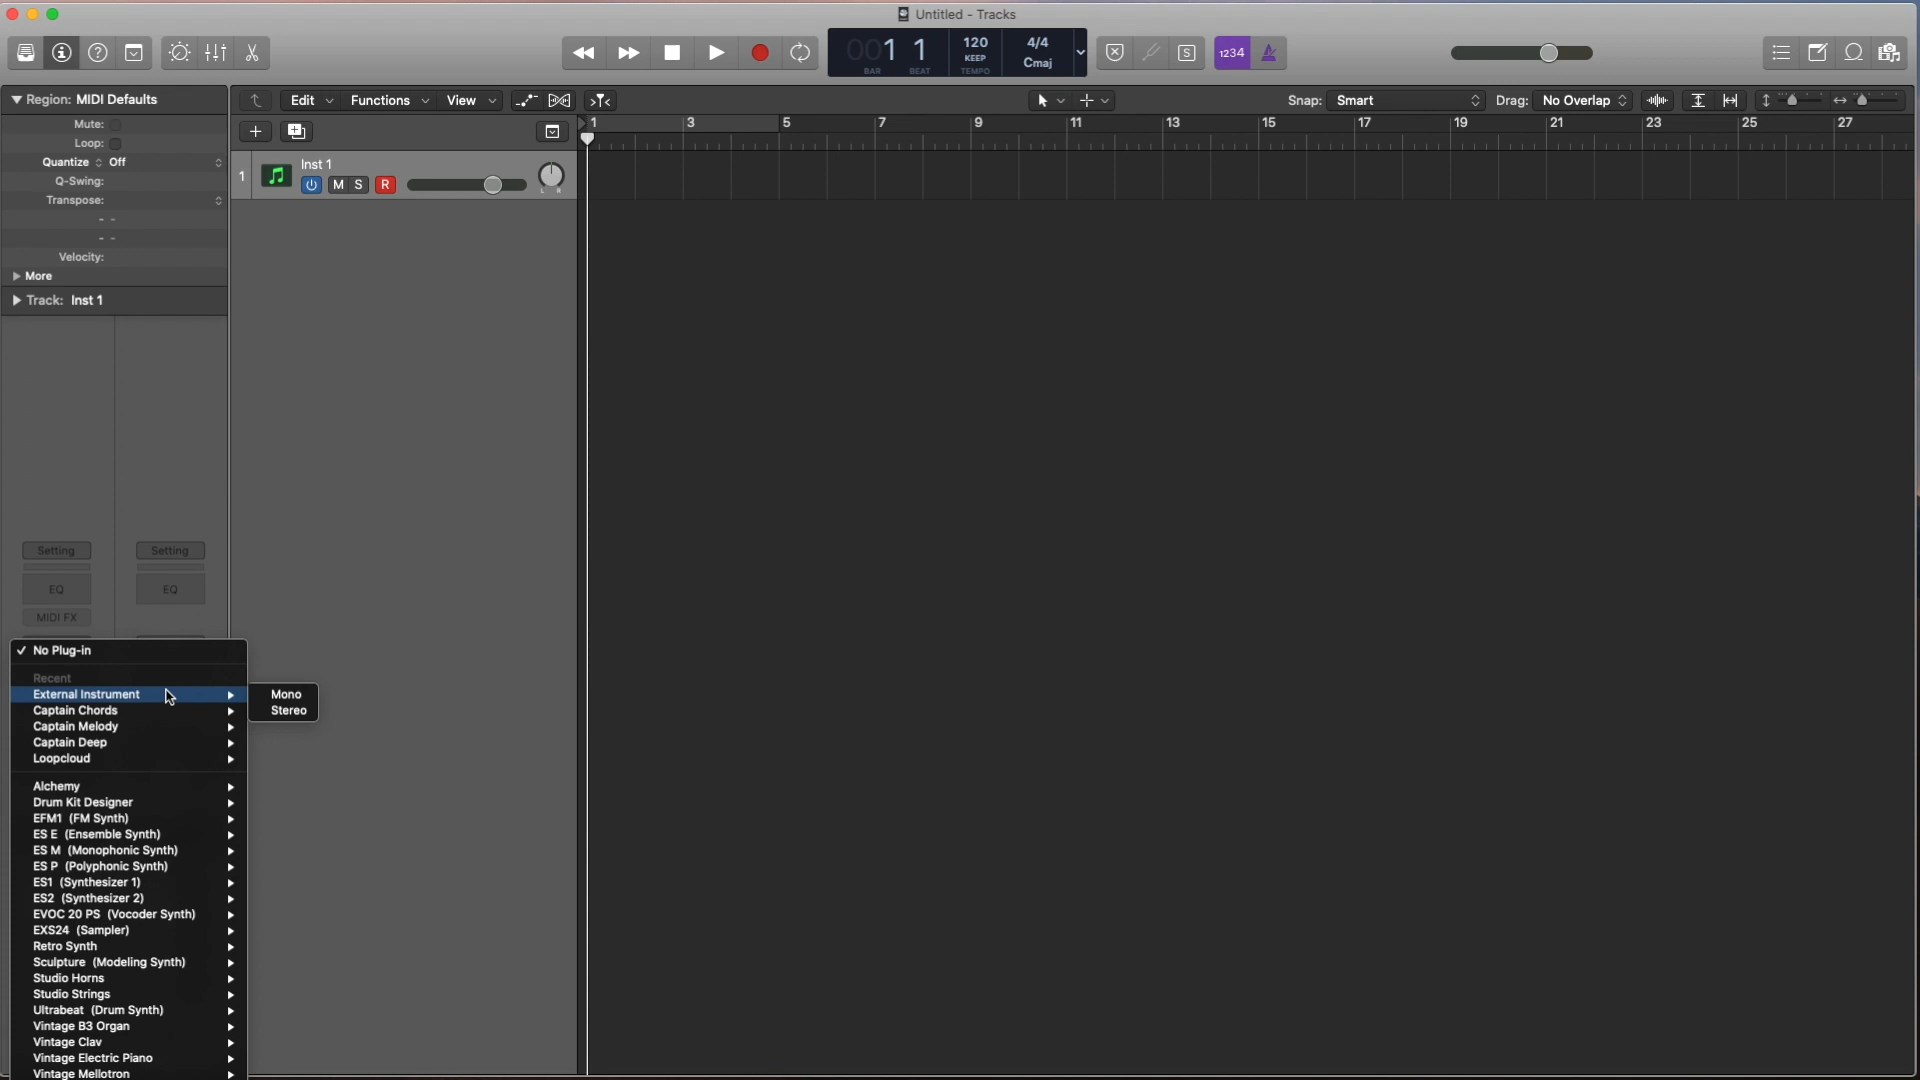 Untitled - Tracks
001 1
BAR BEAT
120
KEEP
TEMPO
4/4
Cmaj
S
1234
Region: MIDI Defaults
Edit Functions View
Snap: Smart
Drag: No Overlap
Mute:
Loop:
Quantize Off
Q-Swing:
Transpose:
- -
- -
Velocity:
More
Track: Inst 1
1 3 5 7 9 11 13 15 17 19 21 23 25 27
1
Inst 1
M S R
L R
Setting Setting
EQ EQ
MIDI FX
✓ No Plug-in
Recent
External Instrument
Captain Chords
Captain Melody
Captain Deep
Loopcloud
Mono
Stereo
Alchemy
Drum Kit Designer
EFM1 (FM Synth)
ES E (Ensemble Synth)
ES M (Monophonic Synth)
ES P (Polyphonic Synth)
ES1 (Synthesizer 1)
ES2 (Synthesizer 2)
EVOC 20 PS (Vocoder Synth)
EXS24 (Sampler)
Retro Synth
Sculpture (Modeling Synth)
Studio Horns
Studio Strings
Ultrabeat (Drum Synth)
Vintage B3 Organ
Vintage Clav
Vintage Electric Piano
Vintage Mellotron